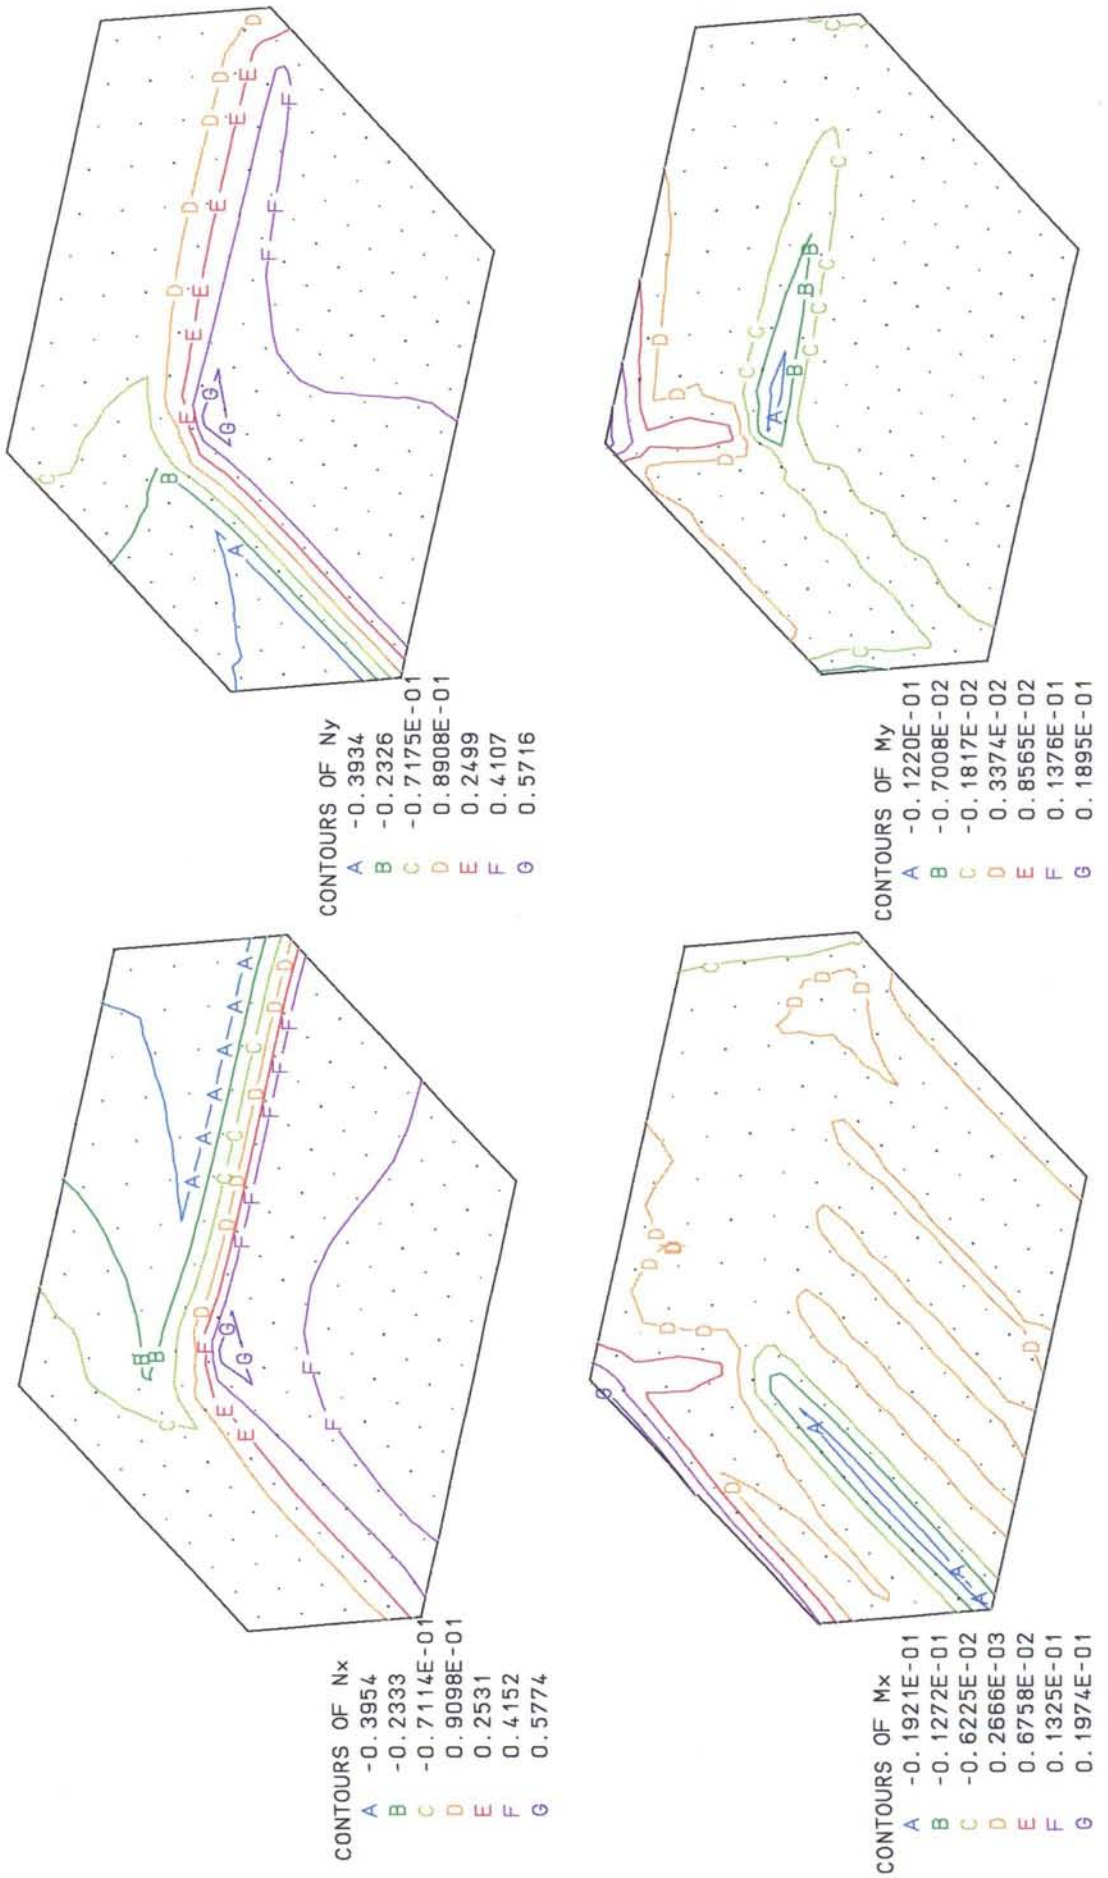 CONTOURS OF Nx
A -0.3954
B -0.2333
C -0.7114E-01
D 0.9098E-01
E 0.2531
F 0.4152
G 0.5774
CONTOURS OF Ny
A -0.3934
B -0.2326
C -0.7175E-01
D 0.8908E-01
E 0.2499
F 0.4107
G 0.5716
CONTOURS OF Mx
A -0.1921E-01
B -0.1272E-01
C -0.6225E-02
D 0.2666E-03
E 0.6758E-02
F 0.1325E-01
G 0.1974E-01
CONTOURS OF My
A -0.1220E-01
B -0.7008E-02
C -0.1817E-02
D 0.3374E-02
E 0.8565E-02
F 0.1376E-01
G 0.1895E-01